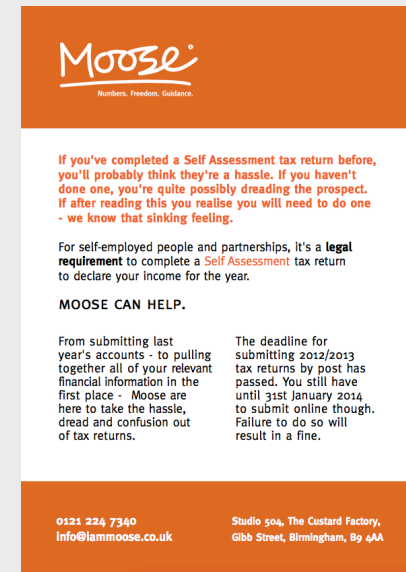 Moose
Numbers. Freedom. Guidance.
If you've completed a Self Assessment tax return before,
you'll probably think they're a hassle. If you haven't
done one, you're quite possibly dreading the prospect.
If after reading this you realise you will need to do one
- we know that sinking feeling.
For self-employed people and partnerships, it's a legal
requirement to complete a Self Assessment tax return
to declare your income for the year.
MOOSE CAN HELP.
From submitting last
year's accounts - to pulling
together all of your relevant
financial information in the
first place - Moose are
here to take the hassle,
dread and confusion out
of tax returns.
The deadline for
submitting 2012/2013
tax returns by post has
passed. You still have
until 31st January 2014
to submit online though.
Failure to do so will
result in a fine.
0121 224 7340
info@iammoose.co.uk
Studio 504, The Custard Factory,
Gibb Street, Birmingham, B9 4AA